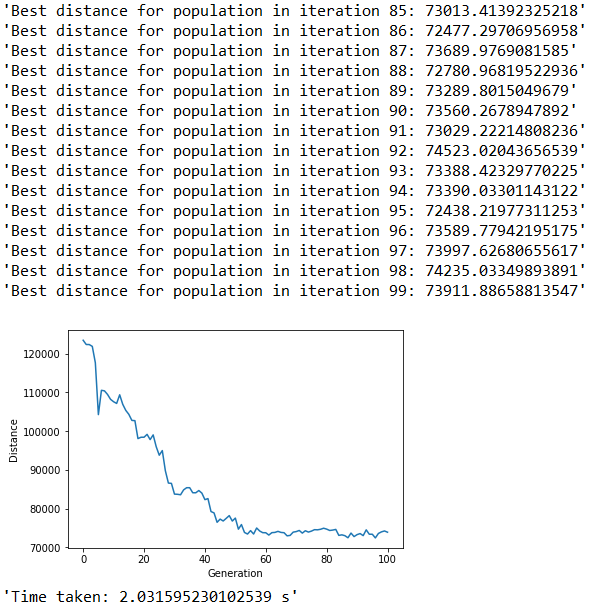 'Best distance for population in iteration 85: 73013.41392325218'
'Best distance for population in iteration 86: 72477.29706956958'
'Best distance for population in iteration 87: 73689.9769081585'
'Best distance for population in iteration 88: 72780.96819522936'
'Best distance for population in iteration 89: 73289.8015049679'
'Best distance for population in iteration 90: 73560.2678947892'
'Best distance for population in iteration 91: 73029.22214808236'
'Best distance for population in iteration 92: 74523.02043656539'
'Best distance for population in iteration 93: 73388.42329770225'
'Best distance for population in iteration 94: 73390.03301143122'
'Best distance for population in iteration 95: 72438.21977311253'
'Best distance for population in iteration 96: 73589.77942195175'
'Best distance for population in iteration 97: 73997.62680655617'
'Best distance for population in iteration 98: 74235.03349893891'
'Best distance for population in iteration 99: 73911.88658813547'
120000
110000
100000
90000
80000
70000
Distance
0 20 40 60 80 100
Generation
'Time taken: 2.031595230102539 s'